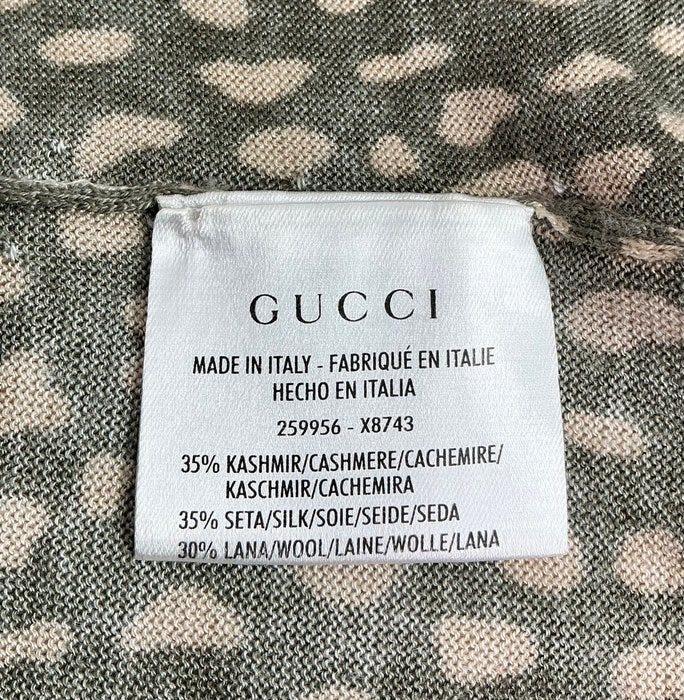 GUCCI
MADE IN ITALY - FABRIQUÉ EN ITALIE
HECHO EN ITALIA
259956 - X8743
35% KASHMIR/CASHMERE/CACHEMIRE/
KASCHMIR/CACHEMIRA
35% SETA/SILK/SOIE/SEIDE/SEDA
30% LANA/WOOL/LAINE/WOLLE/LANA